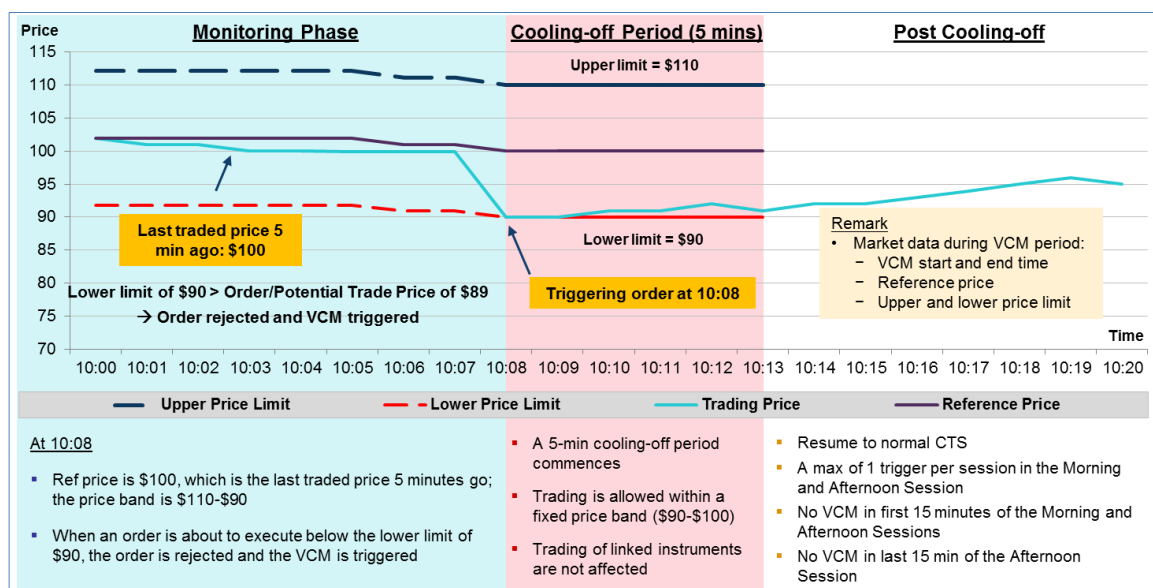 Price
Monitoring Phase
Cooling-off Period (5 mins)
Post Cooling-off
115
110
105
100
95
90
85
80
75
70
Upper limit = $110
Last traded price 5
min ago: $100
Lower limit = $90
Lower limit of $90 > Order/Potential Trade Price of $89
→ Order rejected and VCM triggered
Triggering order at 10:08
Remark
• Market data during VCM period:
− VCM start and end time
− Reference price
− Upper and lower price limit
Time
10:00 10:01 10:02 10:03 10:04 10:05 10:06 10:07 10:08 10:09 10:10 10:11 10:12 10:13 10:14 10:15 10:16 10:17 10:18 10:19 10:20
Upper Price Limit Lower Price Limit Trading Price Reference Price
At 10:08
▪ Ref price is $100, which is the last traded price 5 minutes go;
the price band is $110-$90
▪ When an order is about to execute below the lower limit of
$90, the order is rejected and the VCM is triggered
▪ A 5-min cooling-off period
commences
▪ Trading is allowed within a
fixed price band ($90-$100)
▪ Trading of linked instruments
are not affected
▪ Resume to normal CTS
▪ A max of 1 trigger per session in the Morning
and Afternoon Session
▪ No VCM in first 15 minutes of the Morning and
Afternoon Sessions
▪ No VCM in last 15 min of the Afternoon
Session